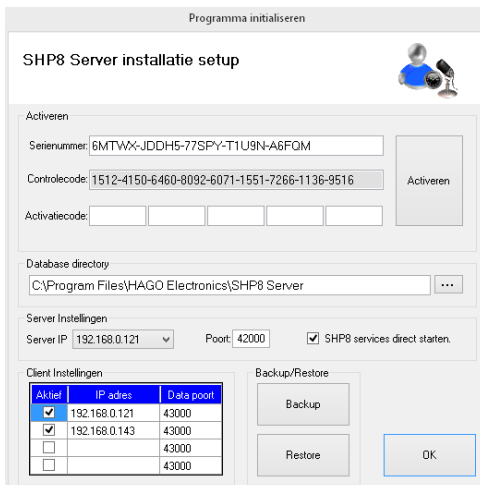 Programma initialiseren
SHP8 Server installatie setup
Activeren
Serienummer: 6MTWX-JDDH5-77SPY-T1U9N-A6FQM
Controlecode: 1512-4150-6460-8092-6071-1551-7266-1136-9516
Activeren
Activatiecode:
Database directory
C:\Program Files\HAGO Electronics\SHP8 Server ...
Server Instellingen
Server IP 192.168.0.121 Poort: 42000 SHP8 services direct starten.
Client Instellingen
Aktief IP adres Data poort
192.168.0.121 43000
192.168.0.143 43000
43000
43000
Backup/Restore
Backup
Restore
OK